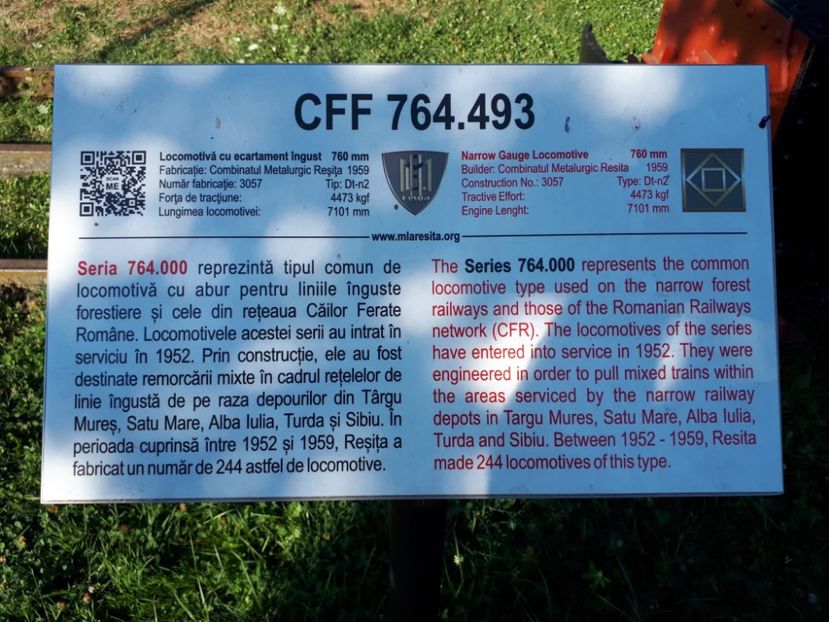 CFF 764.493
SCAN
ME
Locomotivă cu ecartament îngust 760 mm
Fabricație: Combinatul Metalurgic Reșița 1959
Număr fabricație: 3057 Tip: Dt-n2
Forţa de tracţiune: 4473 kgf
Lungimea locomotivei: 7101 mm
Narrow Gauge Locomotive 760 mm
Builder: Combinatul Metalurgic Resita 1959
Construction No.: 3057 Type: Dt-n2
Tractive Effort: 4473 kgf
Engine Lenght: 7101 mm
www.mlaresita.org
Seria 764.000 reprezintă tipul comun de
locomotivă cu abur pentru liniile înguste
forestiere și cele din rețeaua Căilor Ferate
Române. Locomotivele acestei serii au intrat în
serviciu în 1952. Prin construcție, ele au fost
destinate remorcării mixte în cadrul rețelelor de
linie îngustă de pe raza depourilor din Târgu
Mureș, Satu Mare, Alba Iulia, Turda și Sibiu. În
perioada cuprinsă între 1952 și 1959, Reșița a
fabricat un număr de 244 astfel de locomotive.
The Series 764.000 represents the common
locomotive type used on the narrow forest
railways and those of the Romanian Railways
network (CFR). The locomotives of the series
have entered into service in 1952. They were
engineered in order to pull mixed trains within
the areas serviced by the narrow railway
depots in Targu Mures, Satu Mare, Alba Iulia,
Turda and Sibiu. Between 1952 - 1959, Resita
made 244 locomotives of this type.